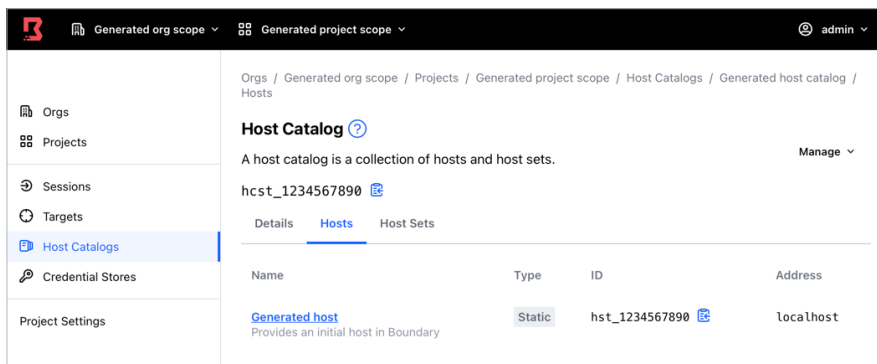 Generated org scope
Generated project scope
admin
Orgs
Projects
Sessions
Targets
Host Catalogs
Credential Stores
Project Settings
Orgs / Generated org scope / Projects / Generated project scope / Host Catalogs / Generated host catalog /
Hosts
Host Catalog ?
A host catalog is a collection of hosts and host sets.
Manage
hcst_1234567890
Details Hosts Host Sets
Name Type ID Address
Generated host Static hst_1234567890 localhost
Provides an initial host in Boundary